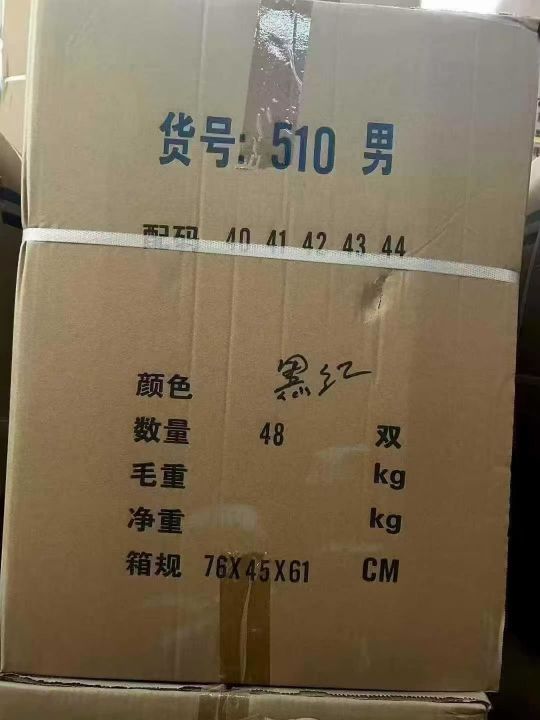 货号: 510 男
配码 40 41 42 43 44
颜色 黑红
数量 48 双
毛重 kg
净重 kg
箱规 76X45X61 CM